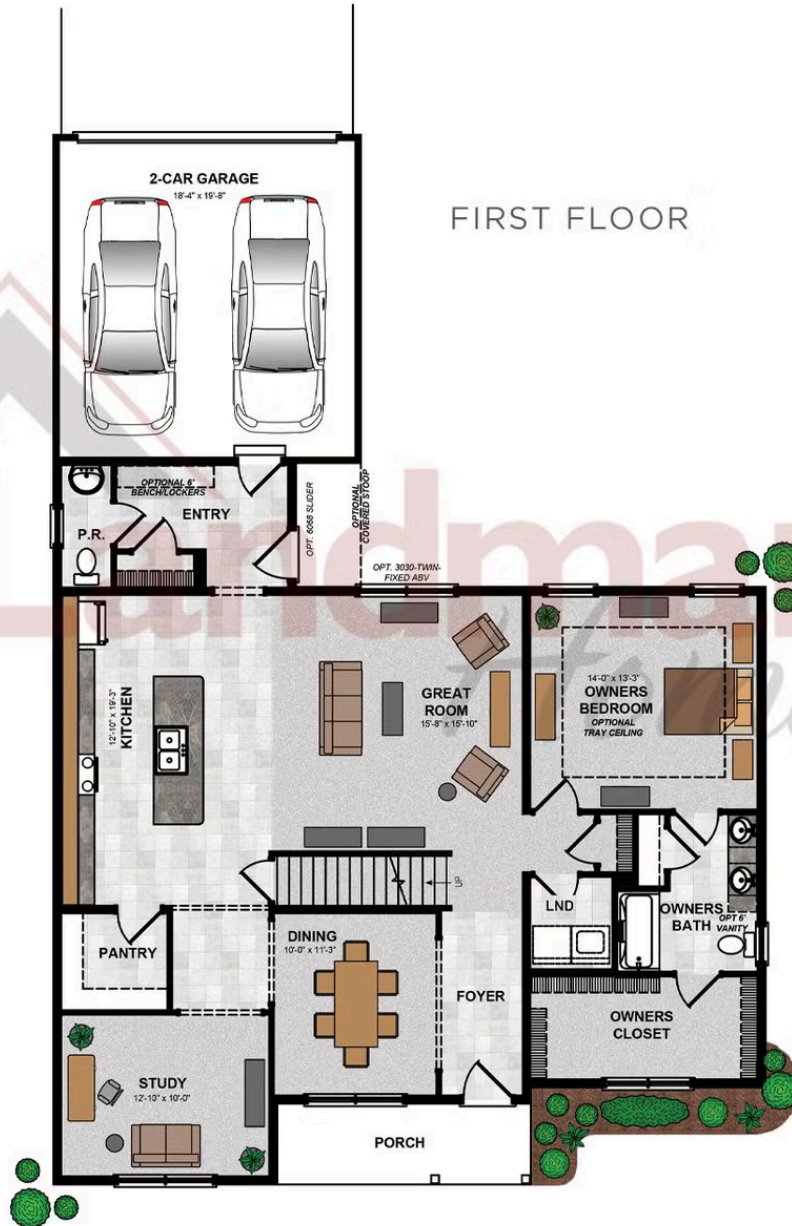 2-CAR GARAGE
18'-4" x 19'-8"
FIRST FLOOR
OPTIONAL 6'
BENCH/LOCKERS
ENTRY
P.R.
OPT. 6068 SLIDER
OPTIONAL
COVERED STOOP
OPT. 3030-TWIN-
FIXED ABV
Landmar
Hom
12'-10" x 19'-3"
KITCHEN
GREAT
ROOM
15'-8" x 15'-10"
14'-0" x 13'-3"
OWNERS
BEDROOM
OPTIONAL
TRAY CEILING
UP
LND
OWNERS
BATH
OPT 6'
VANITY
PANTRY
DINING
10'-0" x 11'-3"
FOYER
OWNERS
CLOSET
STUDY
12'-10" x 10'-0"
PORCH